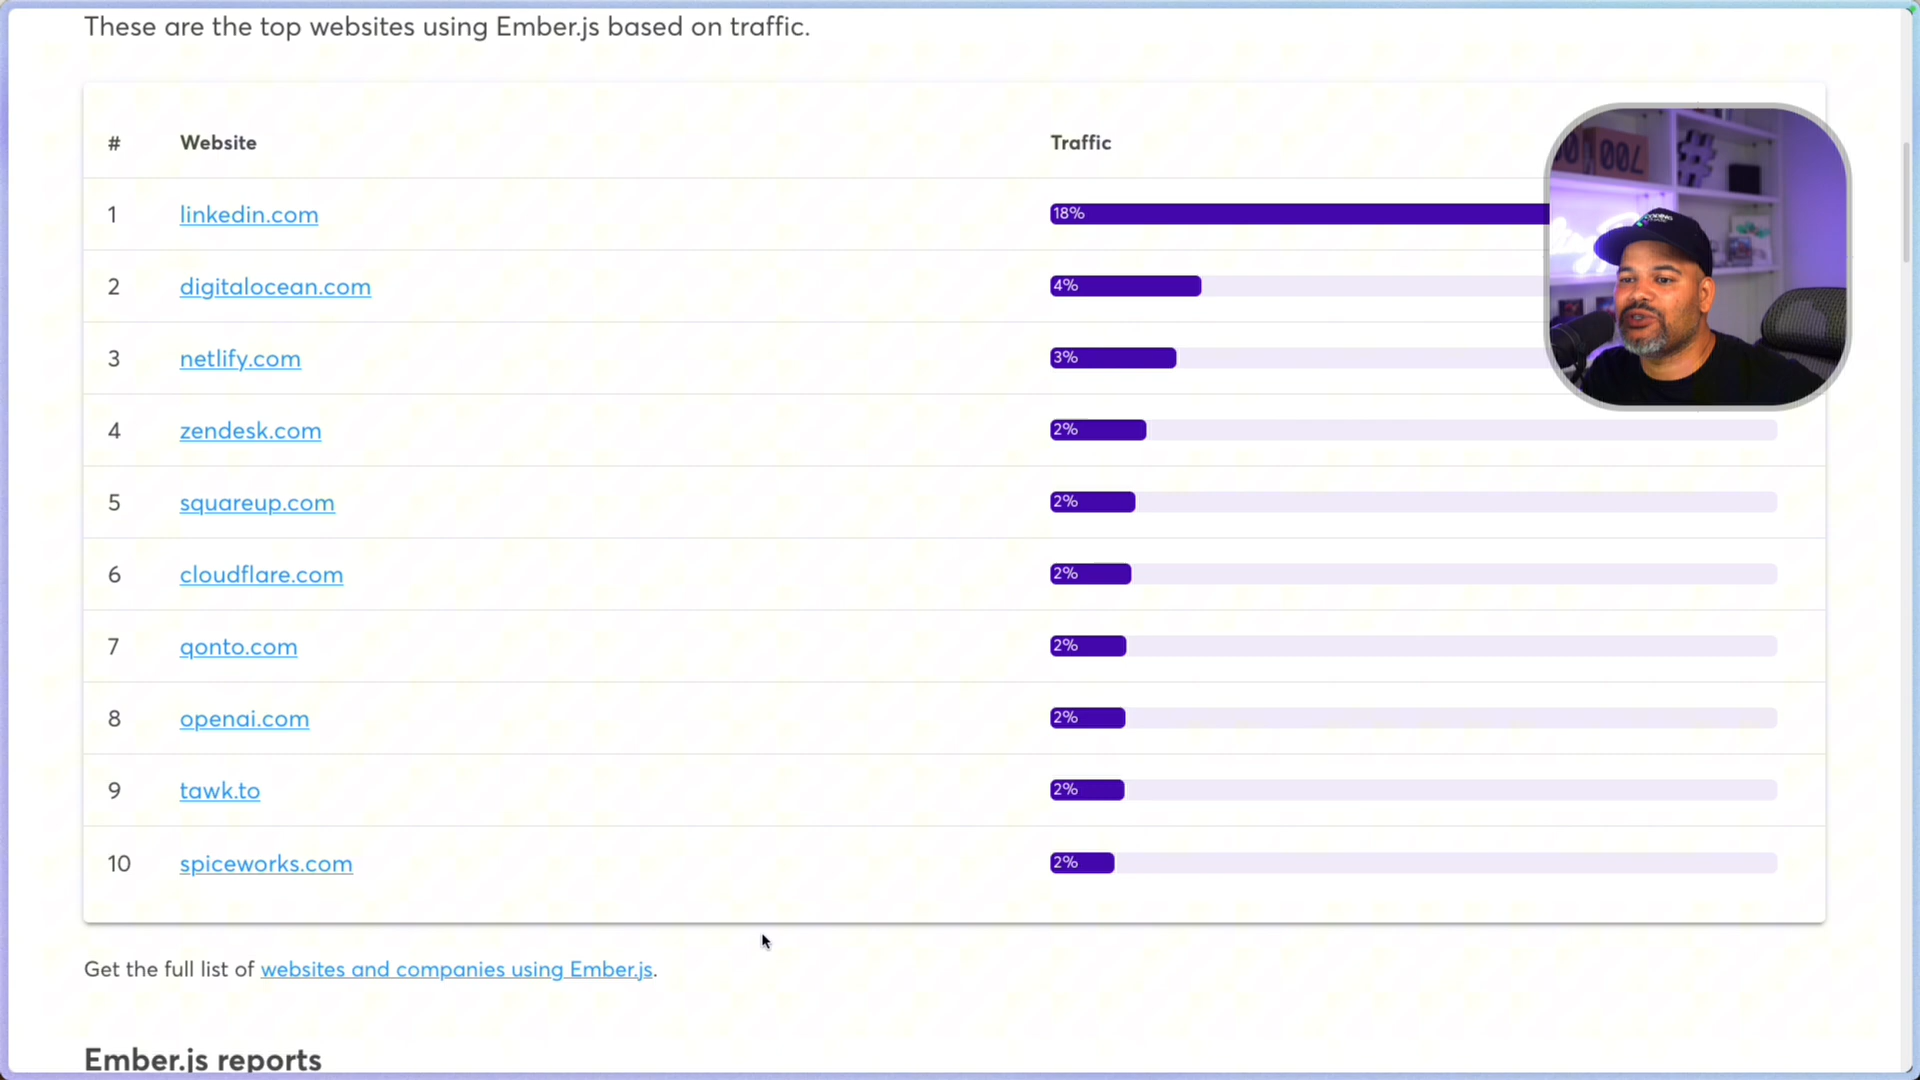 These are the top websites using Ember.js based on traffic.
# Website Traffic
1 linkedin.com 18%
2 digitalocean.com 4%
3 netlify.com 3%
4 zendesk.com 2%
5 squareup.com 2%
6 cloudflare.com 2%
7 qonto.com 2%
8 openai.com 2%
9 tawk.to 2%
10 spiceworks.com 2%
Get the full list of websites and companies using Ember.js.
Ember.js reports